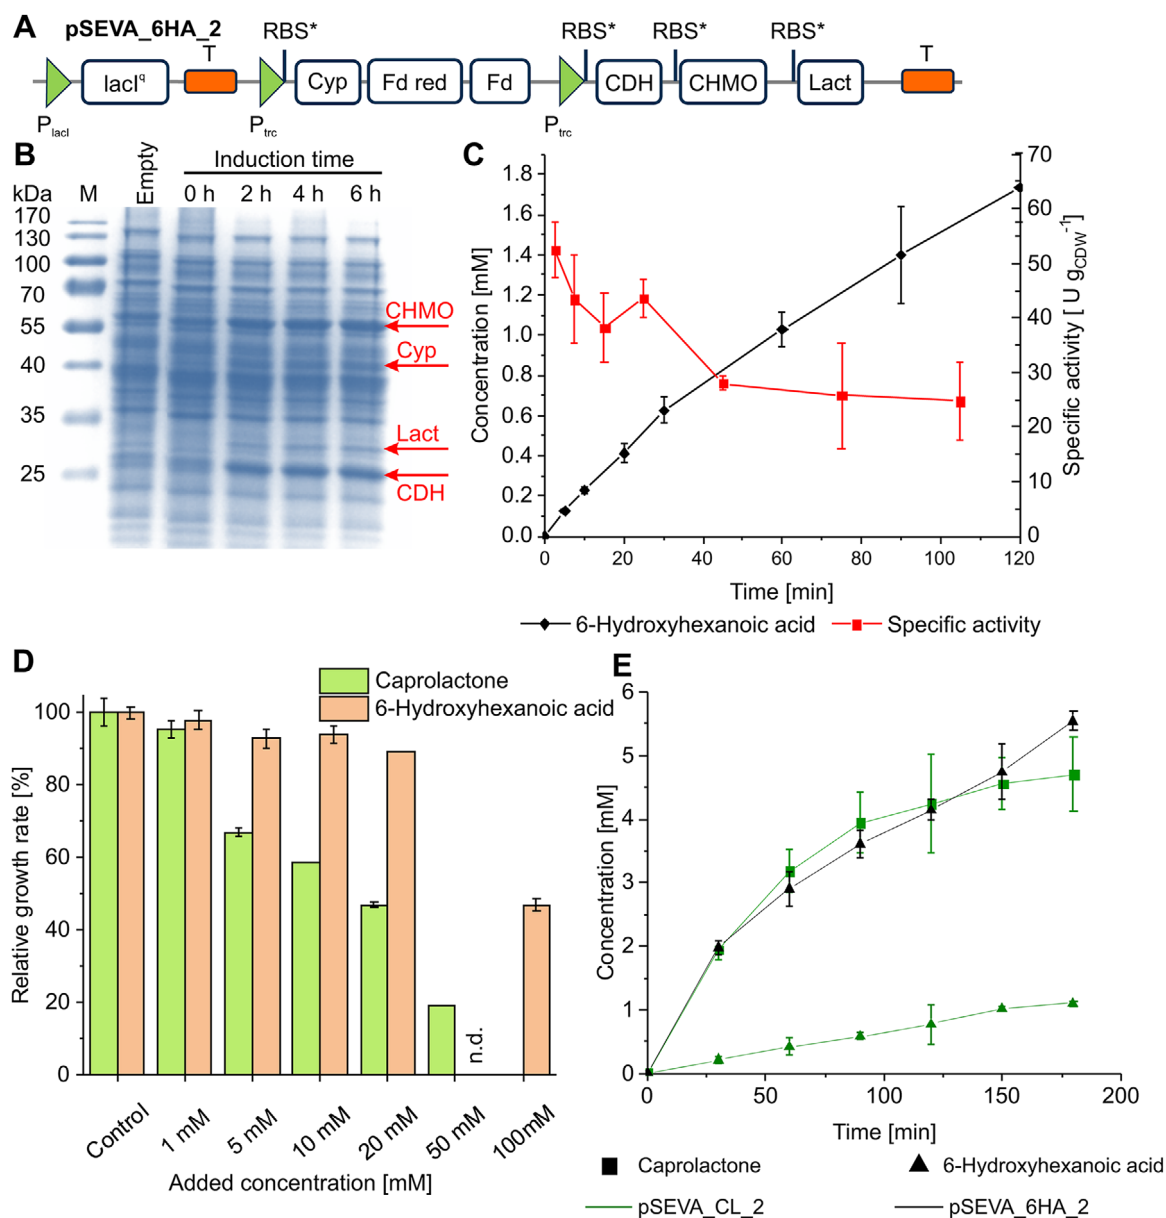 A
pSEVA_6HA_2
T RBS* RBS* RBS* RBS* T
lacIq Cyp Fd red Fd CDH CHMO Lact
PlacI Ptrc Ptrc
B
Induction time
kDa M Empty 0 h 2 h 4 h 6 h
170
130
100
70
55
40
35
25
CHMO
Cyp
Lact
CDH
C
Concentration [mM]
1.8
1.6
1.4
1.2
1.0
0.8
0.6
0.4
0.2
0.0
Specific activity [ U gCDW-1]
70
60
50
40
30
20
10
0
0 20 40 60 80 100 120
Time [min]
6-Hydroxyhexanoic acid Specific activity
D
Caprolactone
6-Hydroxyhexanoic acid
Relative growth rate [%]
100
80
60
40
20
0
n.d.
Control 1 mM 5 mM 10 mM 20 mM 50 mM 100mM
Added concentration [mM]
E
Concentration [mM]
6
5
4
3
2
1
0
0 50 100 150 200
Time [min]
Caprolactone 6-Hydroxyhexanoic acid
pSEVA_CL_2 pSEVA_6HA_2